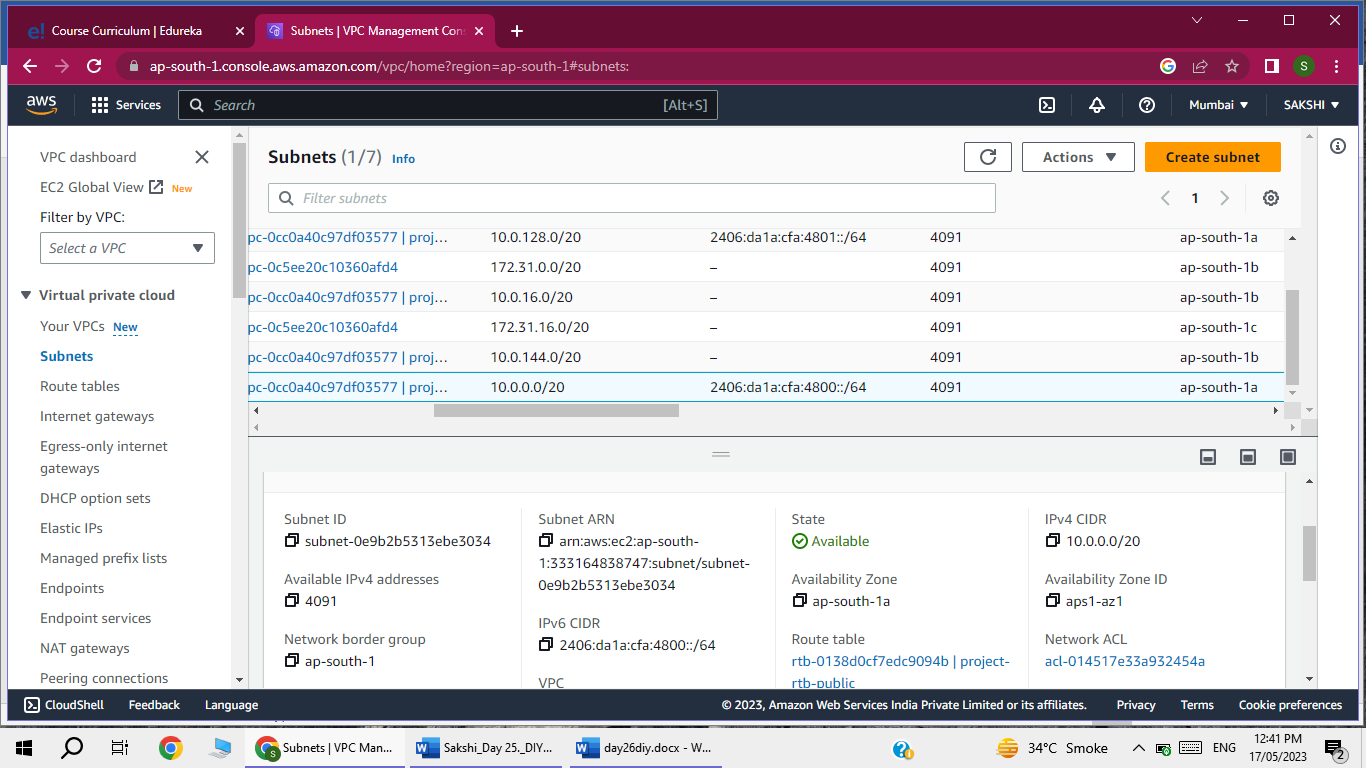 Course Curriculum | Edureka
Subnets | VPC Management Con
ap-south-1.console.aws.amazon.com/vpc/home?region=ap-south-1#subnets:
S
aws
Services
Search
[Alt+S]
Mumbai
SAKSHI
VPC dashboard
EC2 Global View New
Filter by VPC:
Select a VPC
Virtual private cloud
Your VPCs New
Subnets
Route tables
Internet gateways
Egress-only internet
gateways
DHCP option sets
Elastic IPs
Managed prefix lists
Endpoints
Endpoint services
NAT gateways
Peering connections
Subnets (1/7) Info
Actions
Create subnet
Filter subnets
1
pc-0cc0a40c97df03577 | proj... 10.0.128.0/20 2406:da1a:cfa:4801::/64 4091 ap-south-1a
pc-0c5ee20c10360afd4 172.31.0.0/20 – 4091 ap-south-1b
pc-0cc0a40c97df03577 | proj... 10.0.16.0/20 – 4091 ap-south-1b
pc-0c5ee20c10360afd4 172.31.16.0/20 – 4091 ap-south-1c
pc-0cc0a40c97df03577 | proj... 10.0.144.0/20 – 4091 ap-south-1b
pc-0cc0a40c97df03577 | proj... 10.0.0.0/20 2406:da1a:cfa:4800::/64 4091 ap-south-1a
Subnet ID
subnet-0e9b2b5313ebe3034
Available IPv4 addresses
4091
Network border group
ap-south-1
Subnet ARN
arn:aws:ec2:ap-south-
1:333164838747:subnet/subnet-
0e9b2b5313ebe3034
IPv6 CIDR
2406:da1a:cfa:4800::/64
VPC
State
Available
Availability Zone
ap-south-1a
Route table
rtb-0138d0cf7edc9094b | project-
rtb-public
IPv4 CIDR
10.0.0.0/20
Availability Zone ID
aps1-az1
Network ACL
acl-014517e33a932454a
CloudShell
Feedback
Language
© 2023, Amazon Web Services India Private Limited or its affiliates.
Privacy
Terms
Cookie preferences
Subnets | VPC Man...
Sakshi_Day 25._DIY...
day26diy.docx - W...
34°C Smoke
ENG
12:41 PM
17/05/2023
2